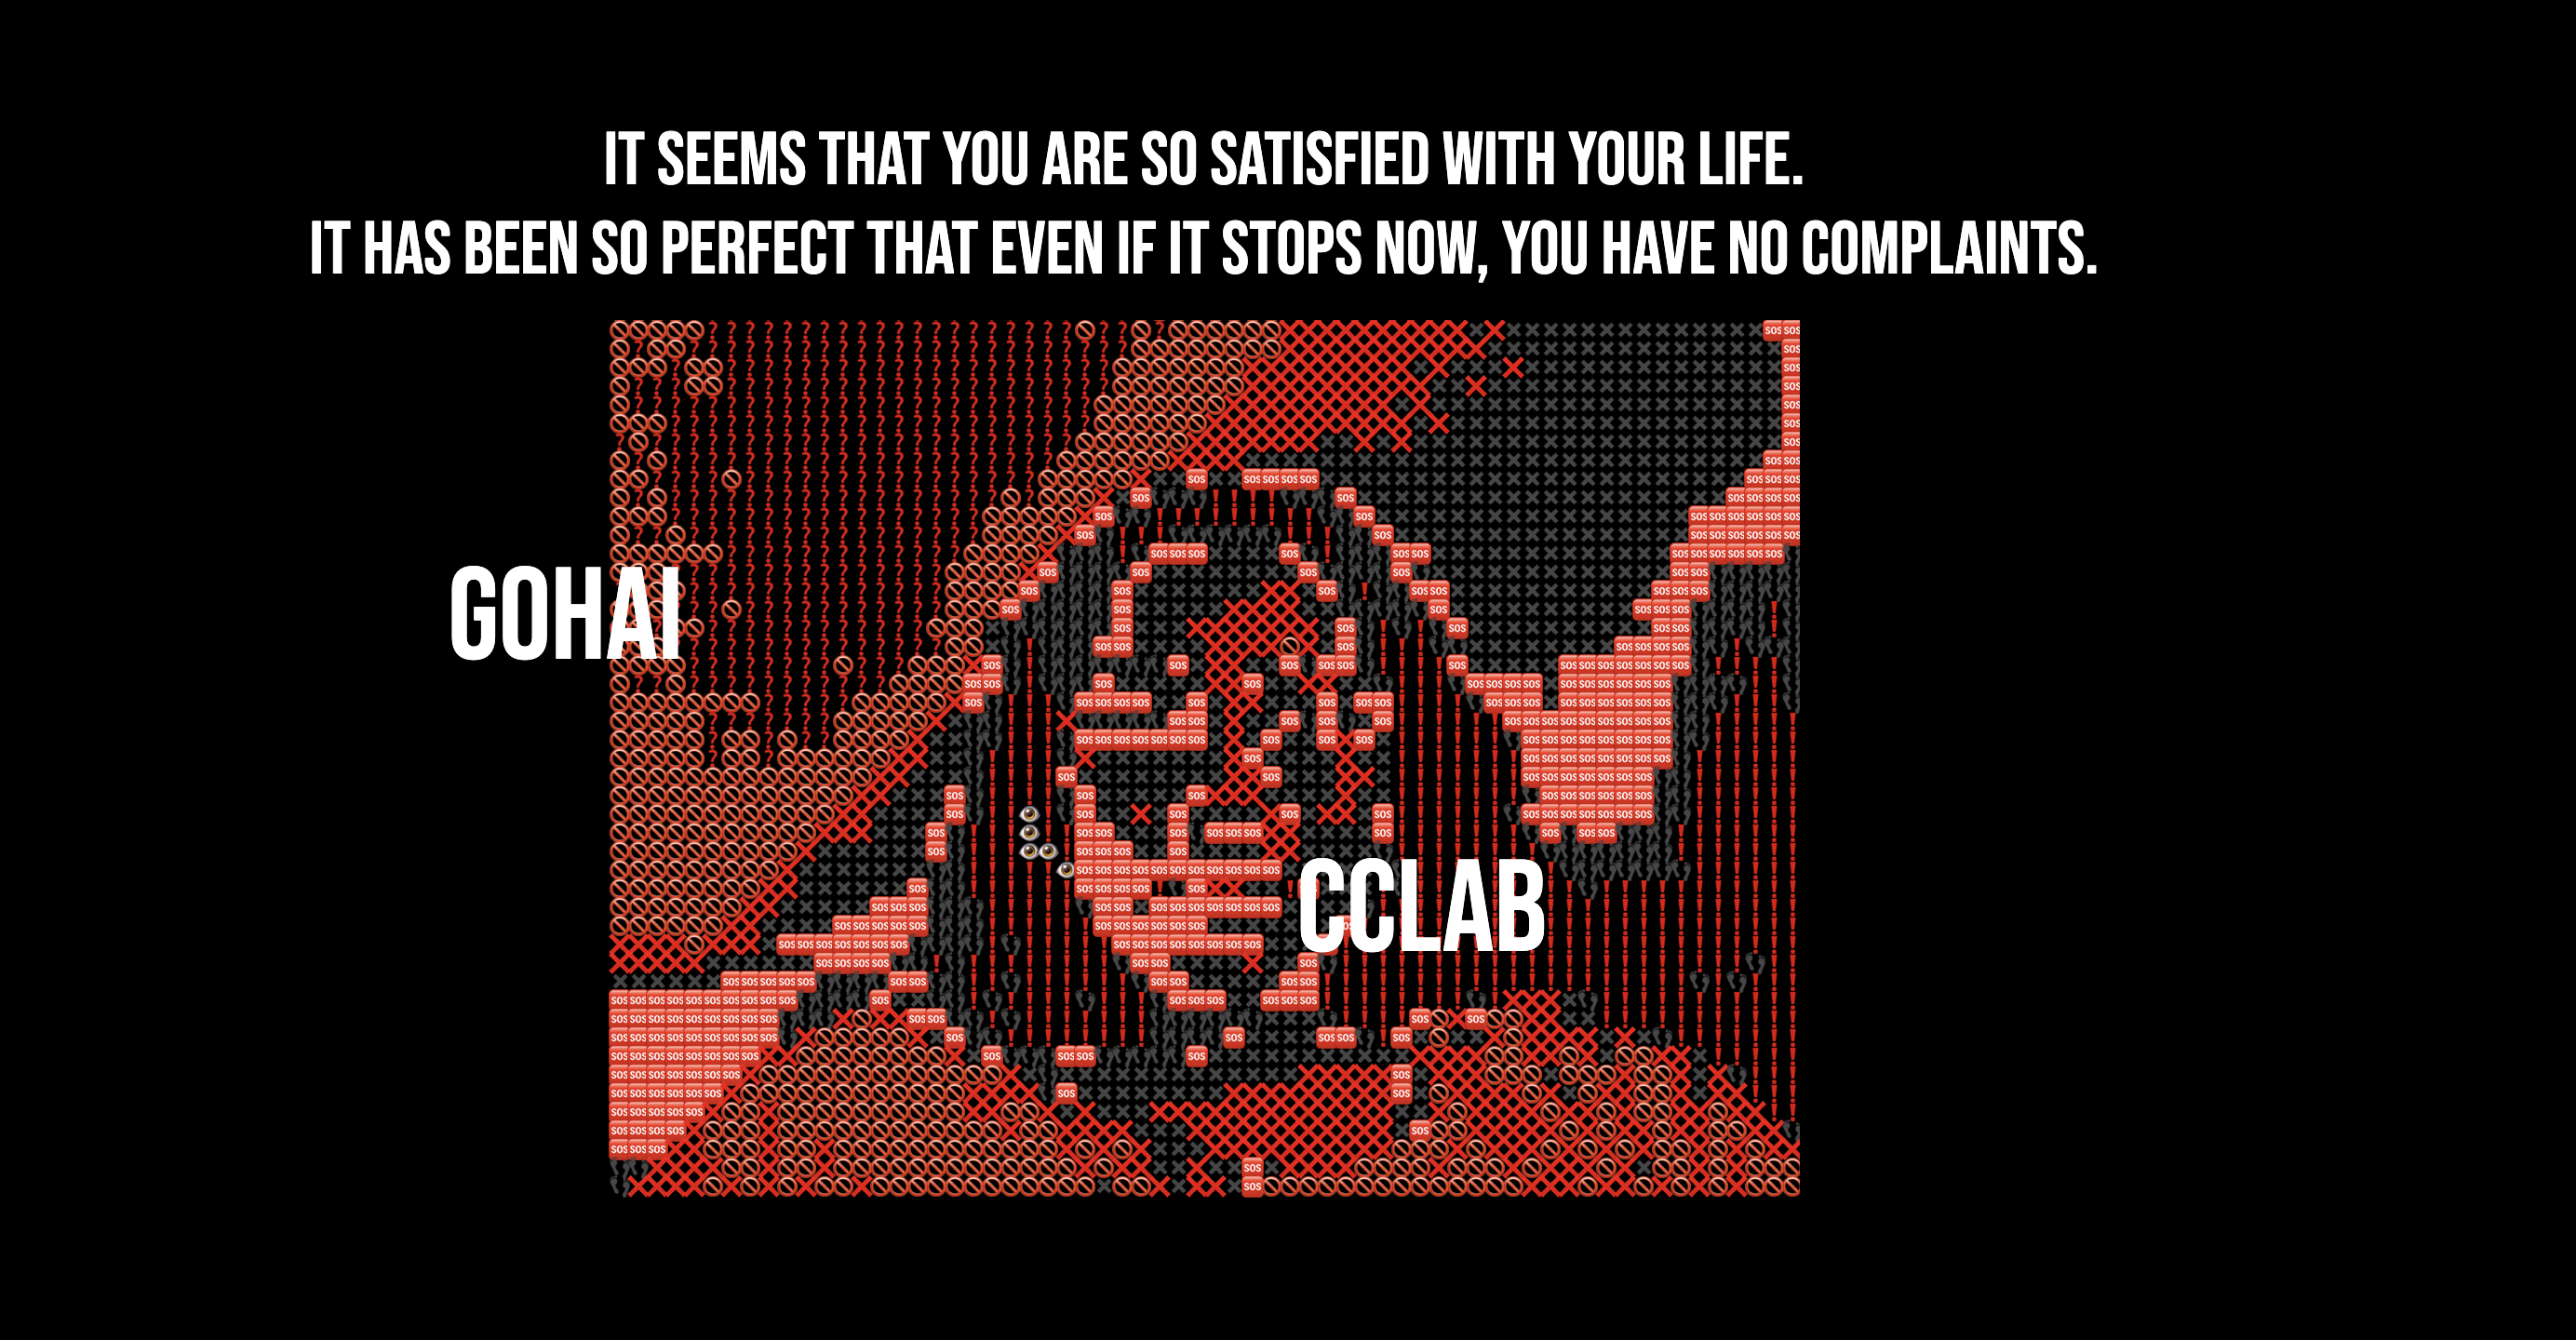 IT SEEMS THAT YOU ARE SO SATISFIED WITH YOUR LIFE.
IT HAS BEEN SO PERFECT THAT EVEN IF IT STOPS NOW, YOU HAVE NO COMPLAINTS.
GOHAI
CCLAB